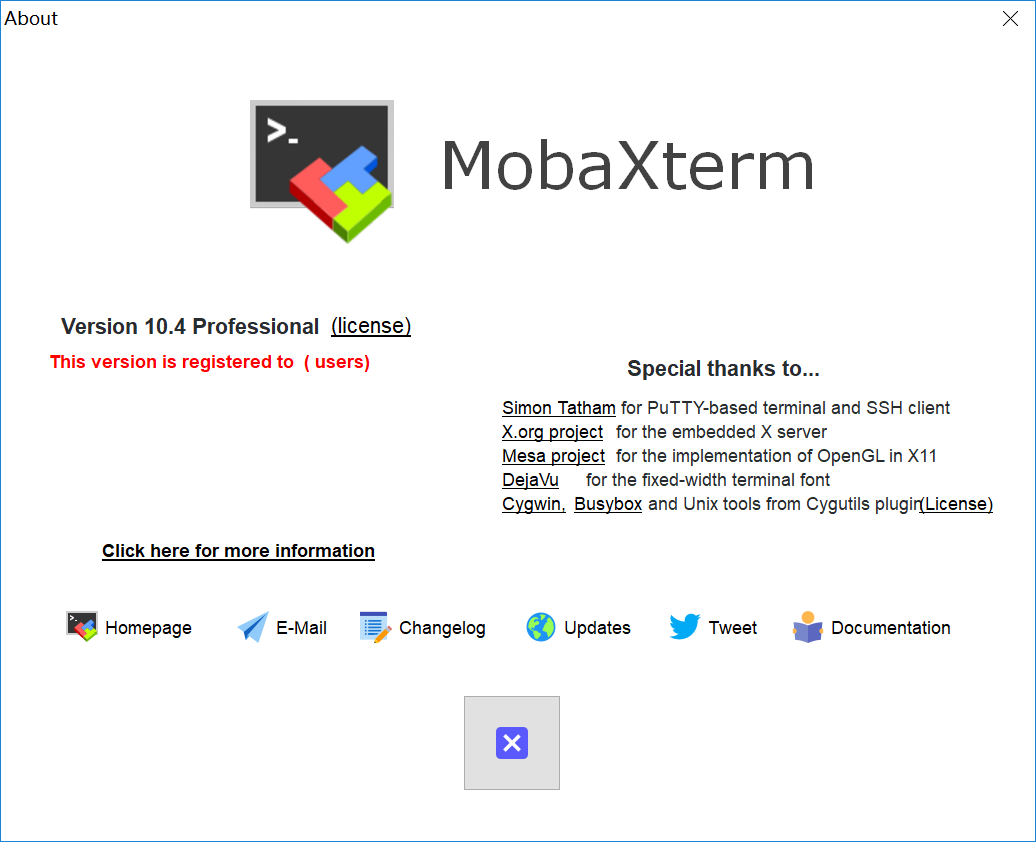 About
>_
MobaXterm
Version 10.4 Professional (license)
This version is registered to ( users)
Special thanks to...
Simon Tatham for PuTTY-based terminal and SSH client
X.org project for the embedded X server
Mesa project for the implementation of OpenGL in X11
DejaVu for the fixed-width terminal font
Cygwin, Busybox and Unix tools from Cygutils plugin(License)
Click here for more information
Homepage E-Mail Changelog Updates Tweet Documentation